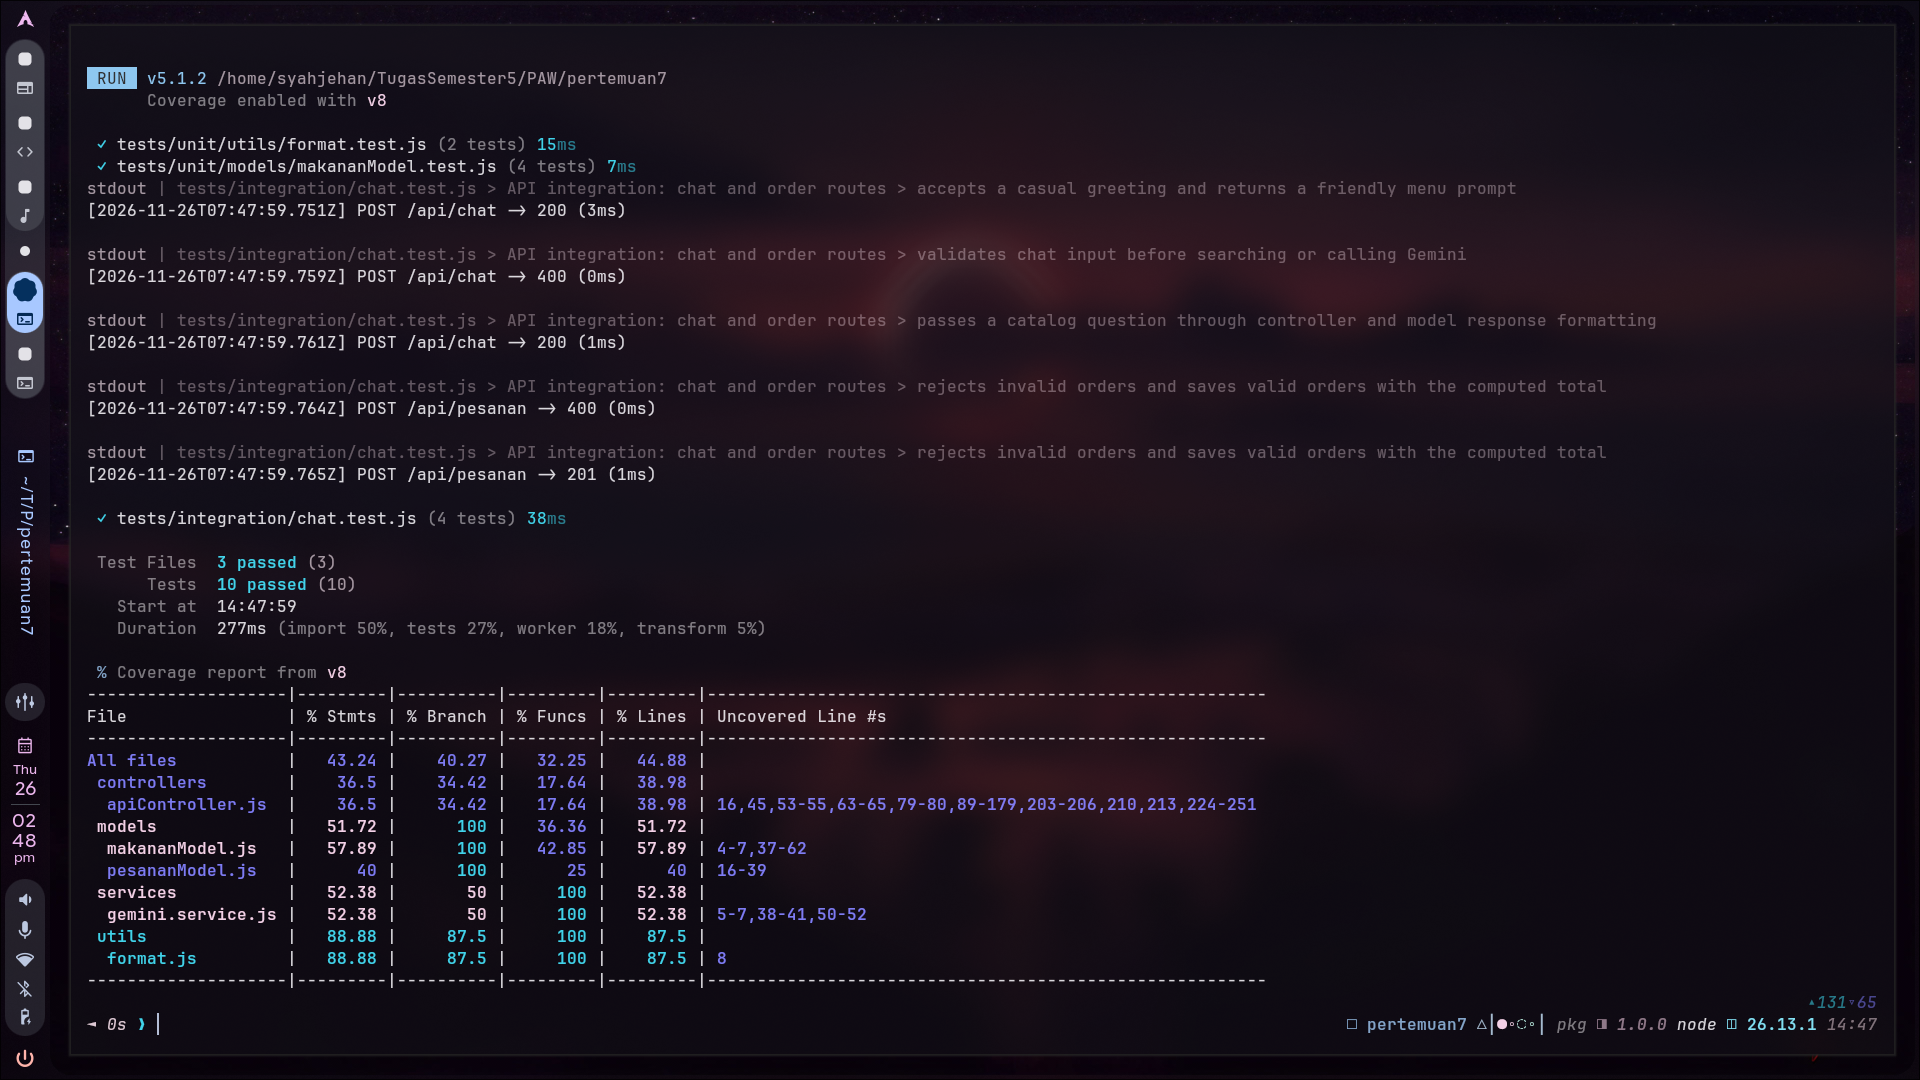 RUN v5.1.2 /home/syahjehan/TugasSemester5/PAW/pertemuan7
Coverage enabled with v8
✓ tests/unit/utils/format.test.js (2 tests) 15ms
✓ tests/unit/models/makananModel.test.js (4 tests) 7ms
stdout | tests/integration/chat.test.js > API integration: chat and order routes > accepts a casual greeting and returns a friendly menu prompt
[2026-11-26T07:47:59.751Z] POST /api/chat → 200 (3ms)
stdout | tests/integration/chat.test.js > API integration: chat and order routes > validates chat input before searching or calling Gemini
[2026-11-26T07:47:59.759Z] POST /api/chat → 400 (0ms)
stdout | tests/integration/chat.test.js > API integration: chat and order routes > passes a catalog question through controller and model response formatting
[2026-11-26T07:47:59.761Z] POST /api/chat → 200 (1ms)
stdout | tests/integration/chat.test.js > API integration: chat and order routes > rejects invalid orders and saves valid orders with the computed total
[2026-11-26T07:47:59.764Z] POST /api/pesanan → 400 (0ms)
stdout | tests/integration/chat.test.js > API integration: chat and order routes > rejects invalid orders and saves valid orders with the computed total
[2026-11-26T07:47:59.765Z] POST /api/pesanan → 201 (1ms)
✓ tests/integration/chat.test.js (4 tests) 38ms
Test Files 3 passed (3)
Tests 10 passed (10)
Start at 14:47:59
Duration 277ms (import 50%, tests 27%, worker 18%, transform 5%)
% Coverage report from v8
--------------------|---------|----------|---------|---------|--------------------------------------------------------
File | % Stmts | % Branch | % Funcs | % Lines | Uncovered Line #s
--------------------|---------|----------|---------|---------|--------------------------------------------------------
All files | 43.24 | 40.27 | 32.25 | 44.88 |
controllers | 36.5 | 34.42 | 17.64 | 38.98 |
apiController.js | 36.5 | 34.42 | 17.64 | 38.98 | 16,45,53-55,63-65,79-80,89-179,203-206,210,213,224-251
models | 51.72 | 100 | 36.36 | 51.72 |
makananModel.js | 57.89 | 100 | 42.85 | 57.89 | 4-7,37-62
pesananModel.js | 40 | 100 | 25 | 40 | 16-39
services | 52.38 | 50 | 100 | 52.38 |
gemini.service.js | 52.38 | 50 | 100 | 52.38 | 5-7,38-41,50-52
utils | 88.88 | 87.5 | 100 | 87.5 |
format.js | 88.88 | 87.5 | 100 | 87.5 | 8
--------------------|---------|----------|---------|---------|--------------------------------------------------------
131 65
0s
pertemuan7 pkg 1.0.0 node 26.13.1 14:47
~/T/P/pertemuan7
Thu
26
02
48
pm